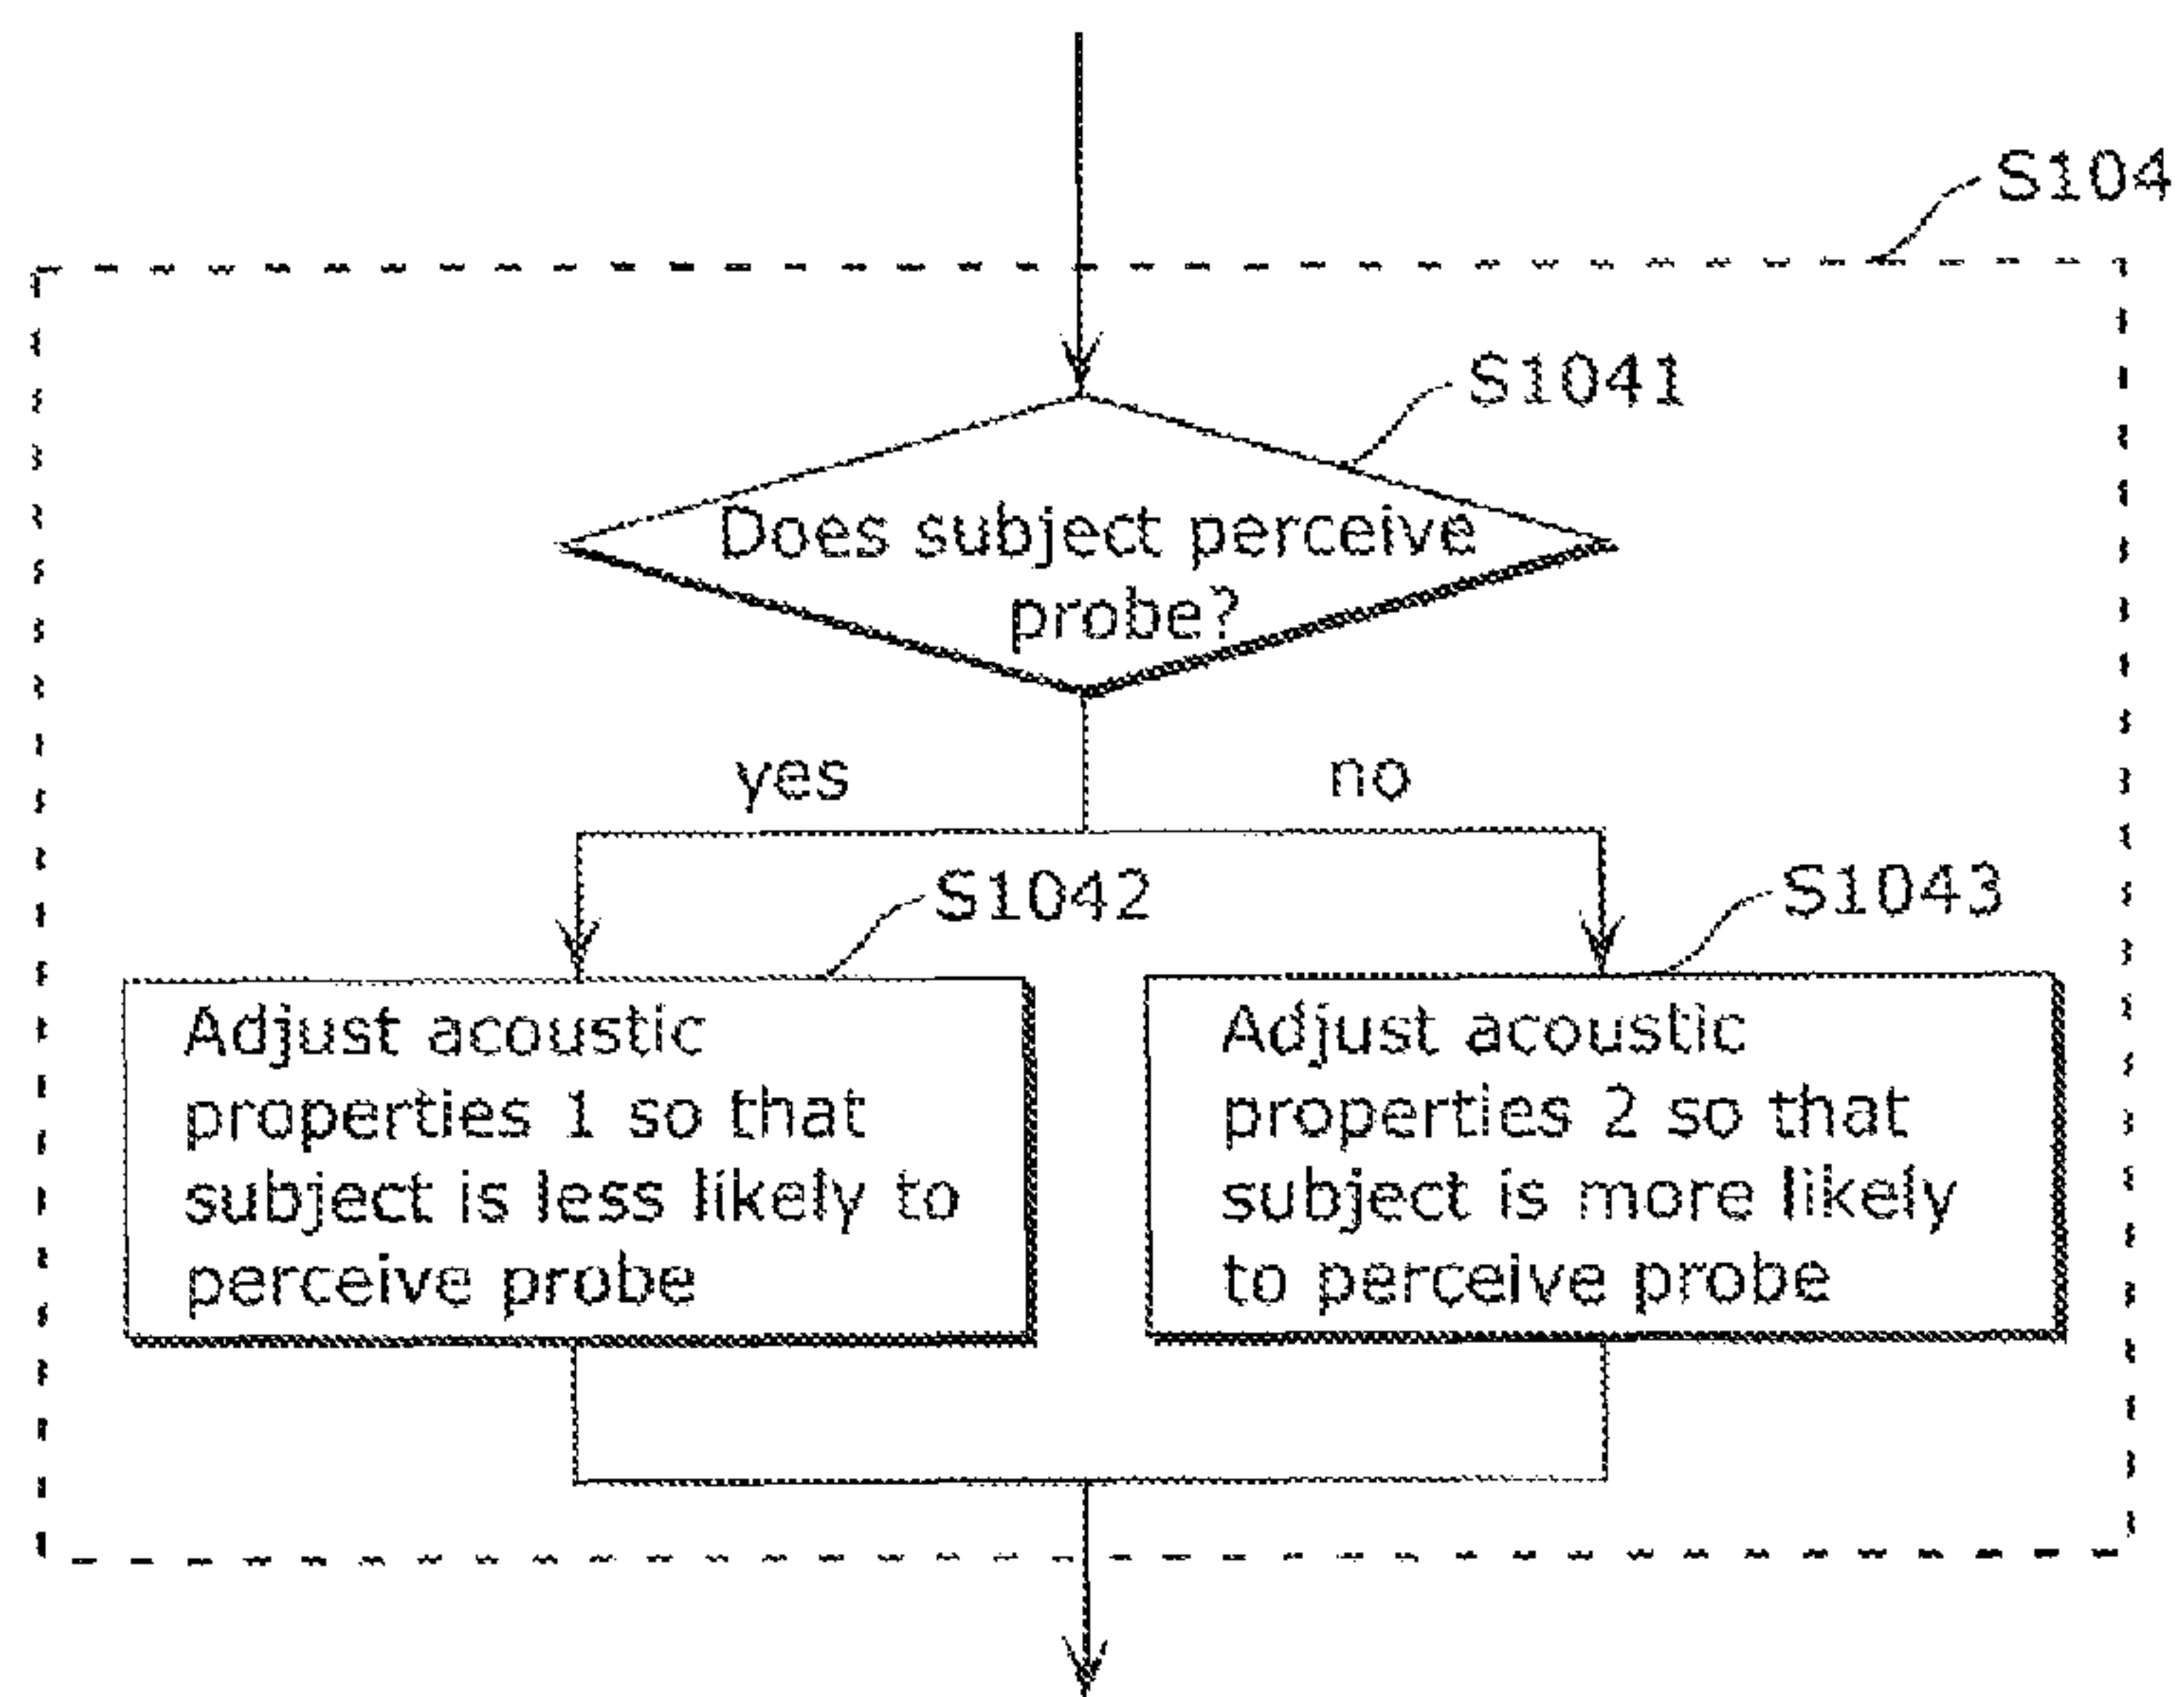 S104
S1041
Does subject perceive
probe?
yes
no
S1042
S1043
Adjust acoustic
properties 1 so that
subject is less likely to
perceive probe
Adjust acoustic
properties 2 so that
subject is more likely
to perceive probe